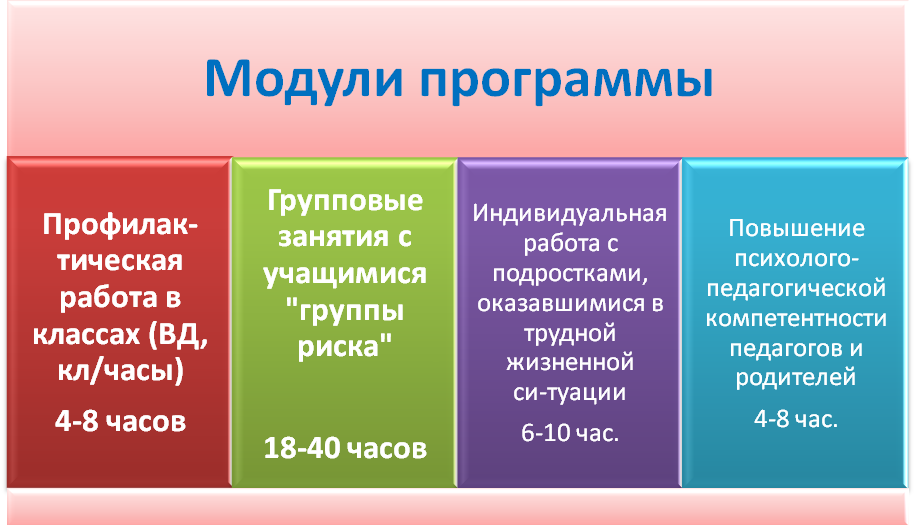 Модули программы
Профилак-
тическая
работа в
классах (ВД,
кл/часы)
4-8 часов
Групповые
занятия с
учащимися
"группы
риска"
18-40 часов
Индивидуальная
работа с
подростками,
оказавшимися в
трудной
жизненной
си-туации
6-10 час.
Повышение
психолого-
педагогической
компетентности
педагогов и
родителей
4-8 час.